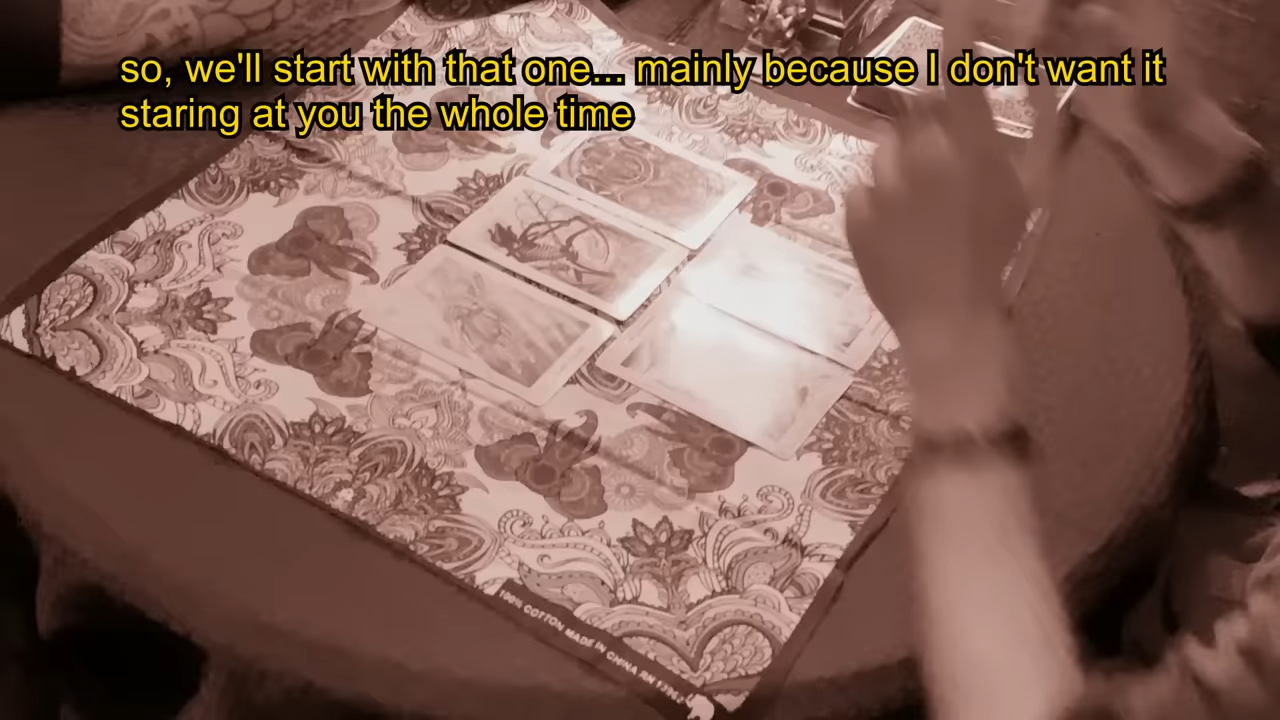 so, we'll start with that one... mainly because I don't want it
staring at you the whole time
100% COTTON MADE IN CHINA RN